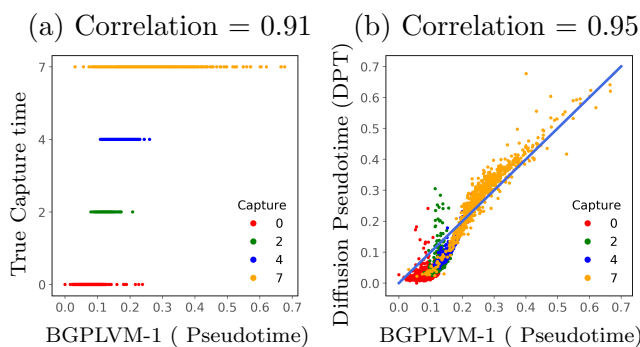 (a) Correlation = 0.91
True Capture time
7
4
2
0
0.0 0.1 0.2 0.3 0.4 0.5 0.6 0.7
BGPLVM-1 ( Pseudotime)
Capture
0
2
4
7
(b) Correlation = 0.95
Diffusion Pseudotime (DPT)
0.7
0.6
0.5
0.4
0.3
0.2
0.1
0.0
0.0 0.1 0.2 0.3 0.4 0.5 0.6 0.7
BGPLVM-1 ( Pseudotime)
Capture
0
2
4
7